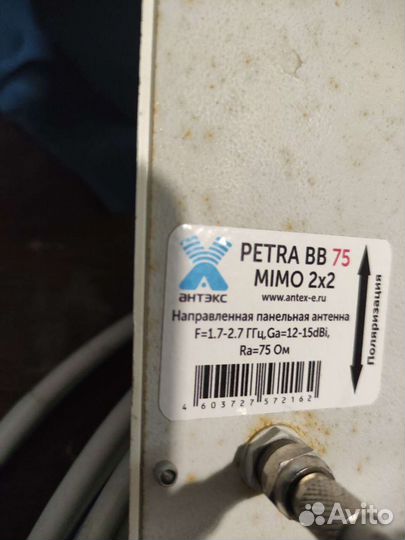 PETRA BB 75
MIMO 2x2
www.antex-e.ru
АНТЭКС
Направленная панельная антенна
F=1.7-2.7 ГГц,Ga=12-15dBi,
Ra=75 Ом
4 603727 572162
Поляризация
Avito